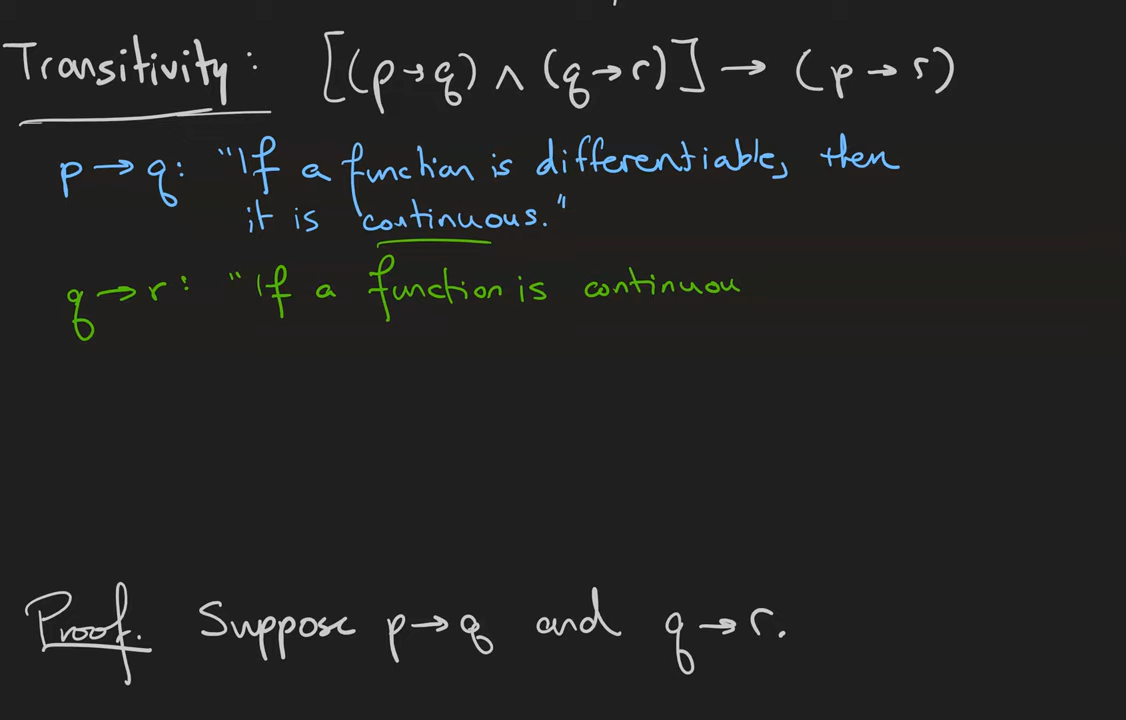 Transitivity: [(p→q) ∧ (q→r)] → (p→r)
p→q: "If a function is differentiable, then
it is continuous."
q→r: "If a function is continuou
Proof. Suppose p→q and q→r.